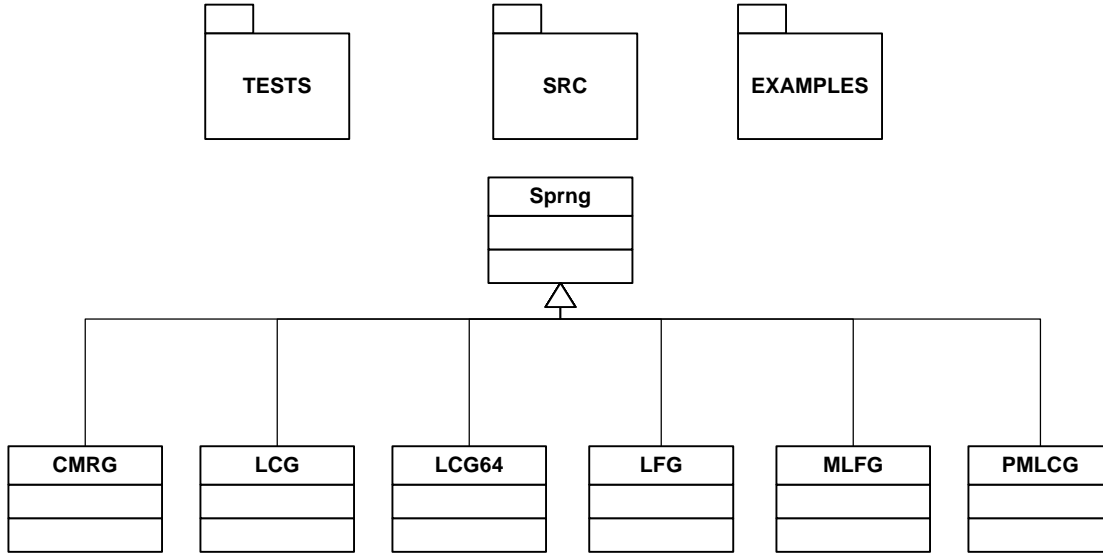 TESTS
SRC
EXAMPLES
Sprng
CMRG
LCG
LCG64
LFG
MLFG
PMLCG